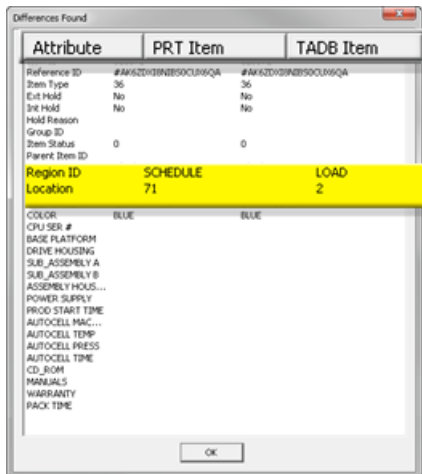 Differences Found
Attribute PRT Item TADB Item
Reference ID
Item Type 36 36
Ext Hold No No
Int Hold No No
Hold Reason
Group ID
Item Status 0 0
Parent Item ID
Region ID SCHEDULE LOAD
Location 71 2
COLOR BLUE BLUE
CPU SER #
BASE PLATFORM
DRIVE HOUSING
SUB_ASSEMBLY A
SUB_ASSEMBLY B
ASSEMBLY HOUS...
POWER SUPPLY
PROD START TIME
AUTOCELL MAC...
AUTOCELL TEMP
AUTOCELL PRESS
AUTOCELL TIME
CD_ROM
MANUALS
WARRANTY
PACK TIME
OK